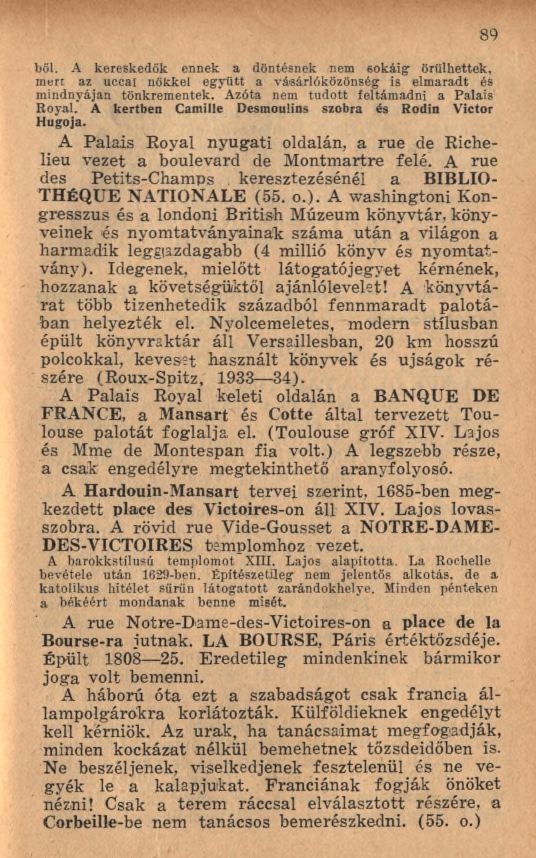 89
ből. A kereskedők ennek a döntésnek nem sokáig örülhettek,
mert az uccai nőkkel együtt a vásárlóközönség is elmaradt és
mindnyájan tönkrementek. Azóta nem tudott feltámadni a Palais
Royal. A kertben Camille Desmoulins szobra és Rodin Victor
Hugoja.
A Palais Royal nyugati oldalán, a rue de Riche-
lieu vezet a boulevard de Montmartre felé. A rue
des Petits-Champs keresztezésénél a BIBLIO-
THÉQUE NATIONALE (55. o.). A washingtoni Kon-
gresszus és a londoni British Múzeum könyvtár, köny-
veinek és nyomtatványainak száma után a világon a
harmadik leggazdagabb (4 millió könyv és nyomtat-
vány). Idegenek, mielőtt látogatójegyet kérnének,
hozzanak a követségüktől ajánlólevelet! A könyvtá-
rat több tizenhetedik századból fennmaradt palotá-
ban helyezték el. Nyolcemeletes, modern stílusban
épült könyvraktár áll Versaillesban, 20 km hosszú
polcokkal, keveset használt könyvek és ujságok ré-
szére (Roux-Spitz, 1933—34).
A Palais Royal keleti oldalán a BANQUE DE
FRANCE, a Mansart és Cotte által tervezett Tou-
louse palotát foglalja el. (Toulouse gróf XIV. Lajos
és Mme de Montespan fia volt.) A legszebb része,
a csak engedélyre megtekinthető aranyfolyosó.
A Hardouin-Mansart tervei szerint, 1685-ben meg-
kezdett place des Victoires-on áll XIV. Lajos lovas-
szobra. A rövid rue Vide-Gousset a NOTRE-DAME-
DES-VICTOIRES templomhoz vezet.
A barokkstílusú templomot XIII. Lajos alapította. La Rochelle
bevétele után 1629-ben. Építészetileg nem jelentős alkotás, de a
katolikus hitélet sűrűn látogatott zarándokhelye. Minden pénteken
a békéért mondanak benne misét.
A rue Notre-Dame-des-Victoires-on a place de la
Bourse-ra jutnak. LA BOURSE, Páris értéktőzsdéje.
Épült 1808—25. Eredetileg mindenkinek bármikor
joga volt bemenni.
A háború óta ezt a szabadságot csak francia ál-
lampolgárokra korlátozták. Külföldieknek engedélyt
kell kérniök. Az urak, ha tanácsaimat megfogadják,
minden kockázat nélkül bemehetnek tőzsdeidőben is.
Ne beszéljenek, viselkedjenek fesztelenül és ne ve-
gyék le a kalapjukat. Franciának fogják önöket
nézni! Csak a terem ráccsal elválasztott részére, a
Corbeille-be nem tanácsos bemerészkedni. (55. o.)